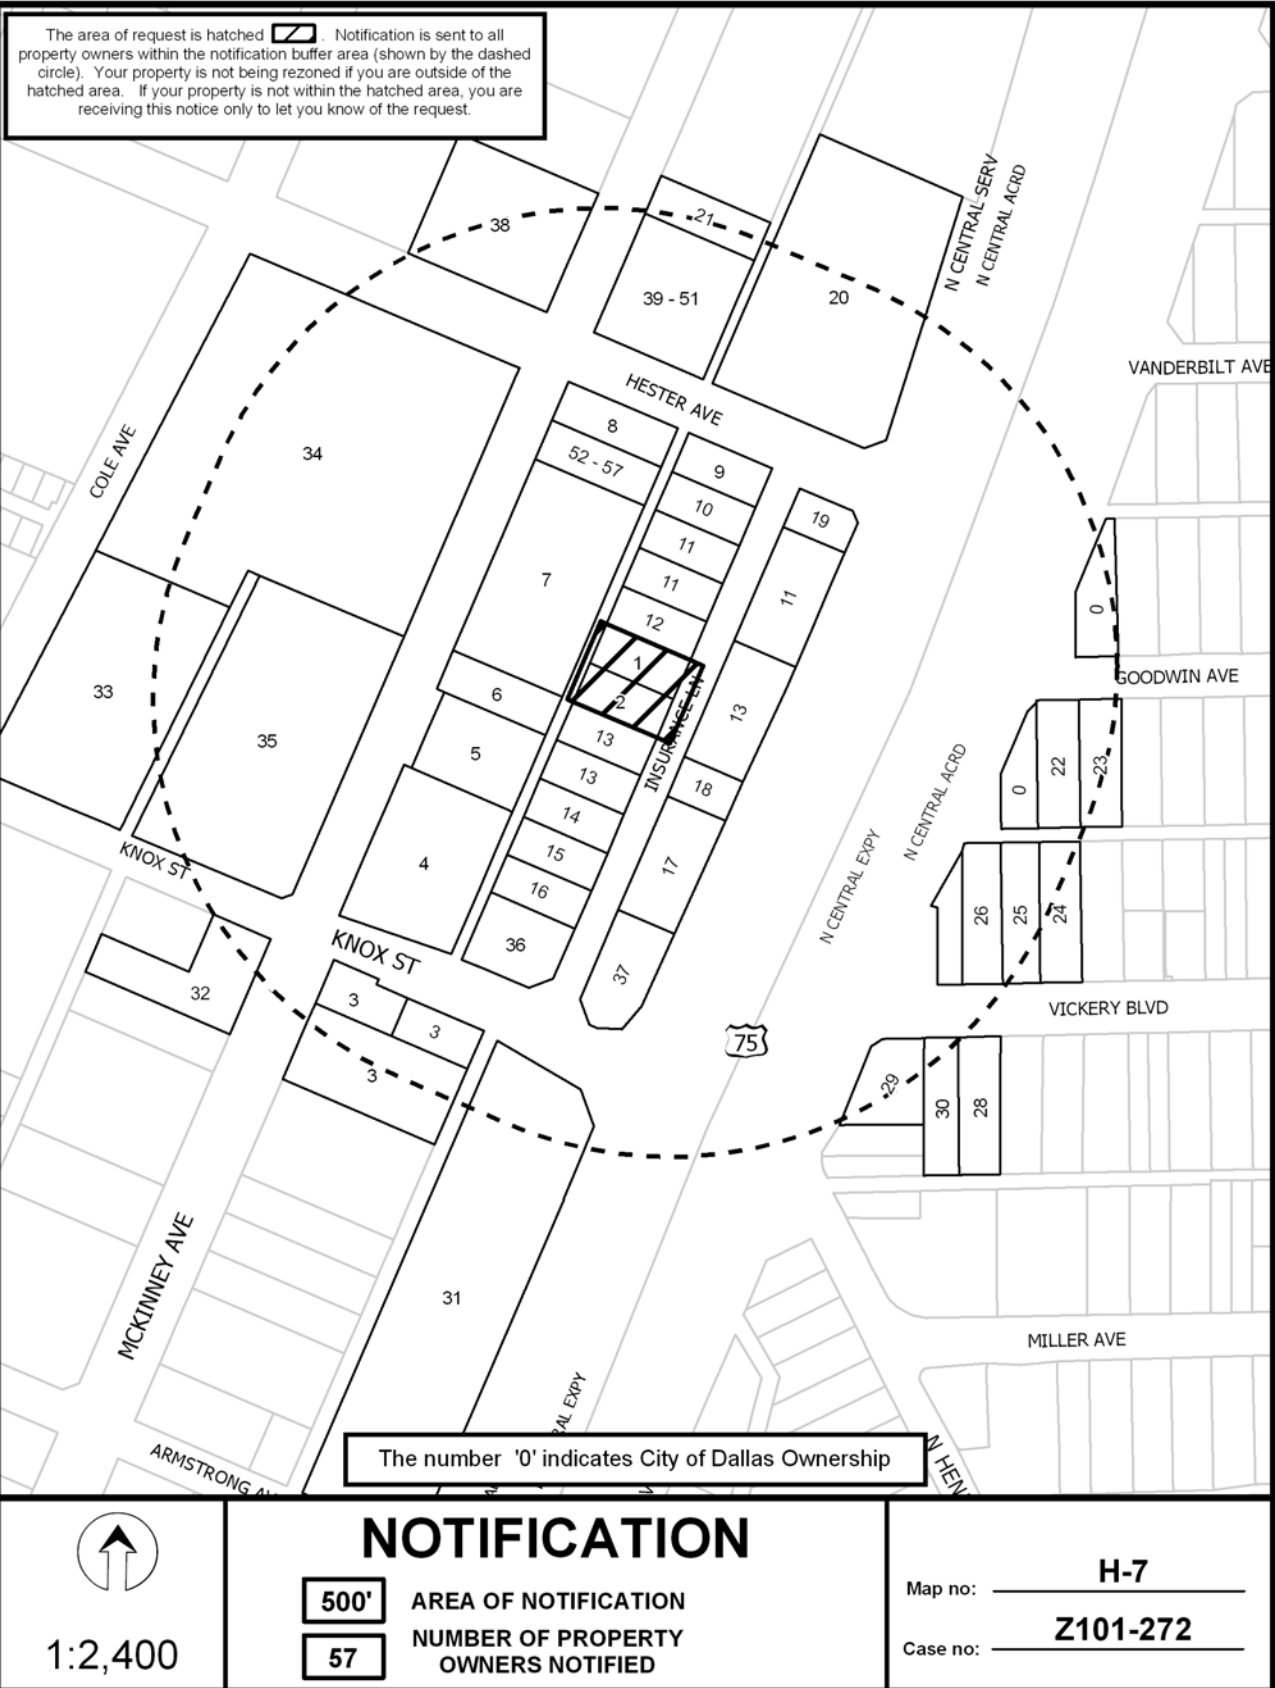 The area of request is hatched . Notification is sent to all
property owners within the notification buffer area (shown by the dashed
circle). Your property is not being rezoned if you are outside of the
hatched area. If your property is not within the hatched area, you are
receiving this notice only to let you know of the request.
38
21
39 - 51
20
N CENTRAL SERV
N CENTRAL ACRD
VANDERBILT AVE
HESTER AVE
COLE AVE
34
8
52 - 57
9
10
19
11
11
11
7
12
0
1
GOODWIN AVE
33
6
2
INSURANCE LN
13
35
5
13
13
18
N CENTRAL ACRD
0
22
23
14
KNOX ST
4
15
17
N CENTRAL EXPY
16
26
25
24
KNOX ST
36
37
32
3
3
3
75
VICKERY BLVD
29
30
28
MCKINNEY AVE
31
MILLER AVE
RAL EXPY
ARMSTRONG AV
N HEN
The number '0' indicates City of Dallas Ownership
1:2,400
NOTIFICATION
500' AREA OF NOTIFICATION
57 NUMBER OF PROPERTY
OWNERS NOTIFIED
Map no: H-7
Case no: Z101-272